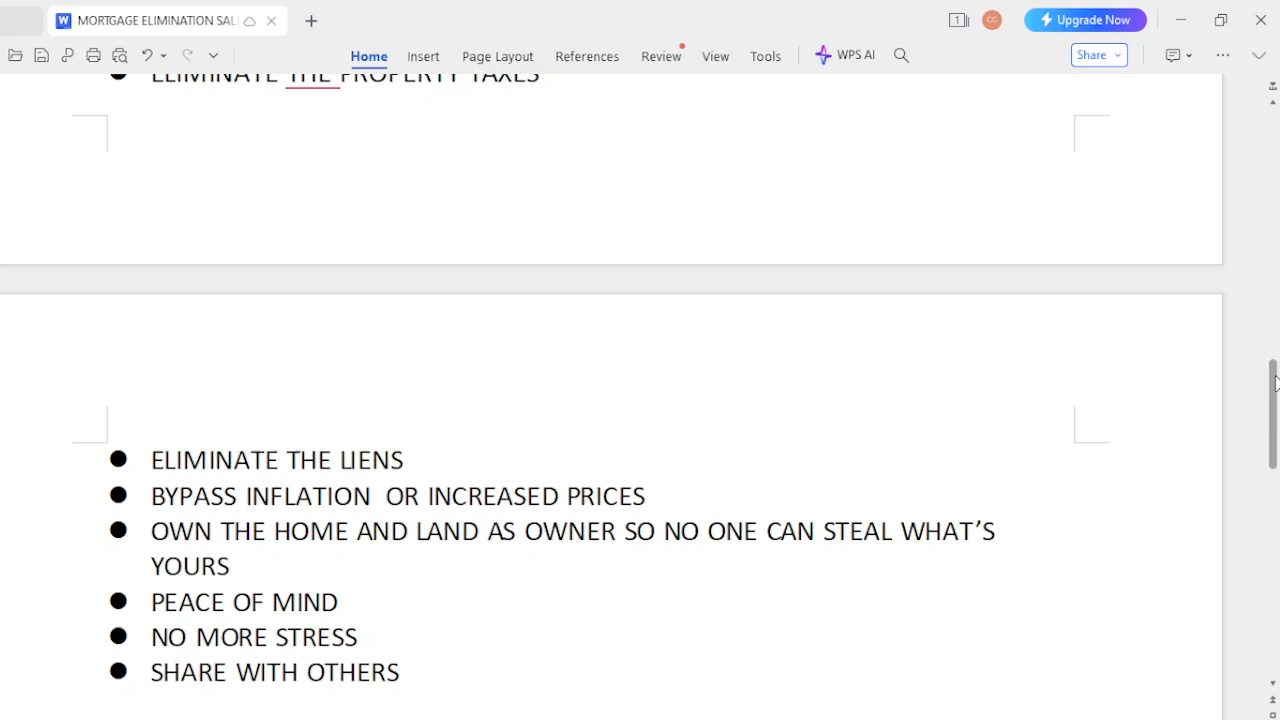 MORTGAGE ELIMINATION SAL
1
CC
Upgrade Now
Home Insert Page Layout References Review View Tools WPS AI Share
ELIMINATE THE PROPERTY TAXES
ELIMINATE THE LIENS
BYPASS INFLATION OR INCREASED PRICES
OWN THE HOME AND LAND AS OWNER SO NO ONE CAN STEAL WHAT'S
YOURS
PEACE OF MIND
NO MORE STRESS
SHARE WITH OTHERS